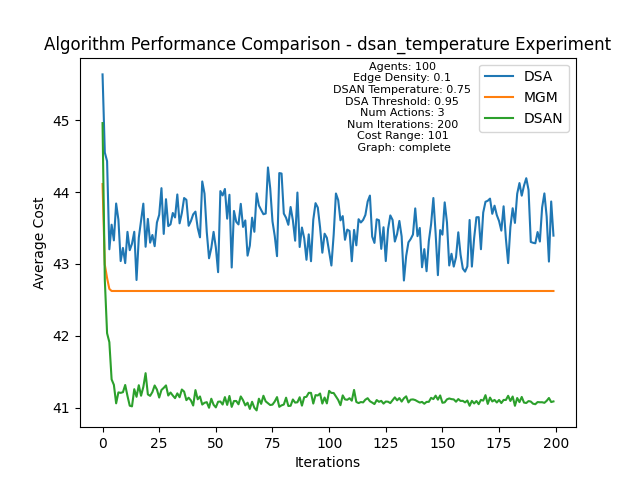 Algorithm Performance Comparison - dsan_temperature Experiment
Agents: 100
Edge Density: 0.1
DSAN Temperature: 0.75
DSA Threshold: 0.95
Num Actions: 3
Num Iterations: 200
Cost Range: 101
Graph: complete
DSA
MGM
DSAN
Average Cost
45
44
43
42
41
0
25
50
75
100
125
150
175
200
Iterations